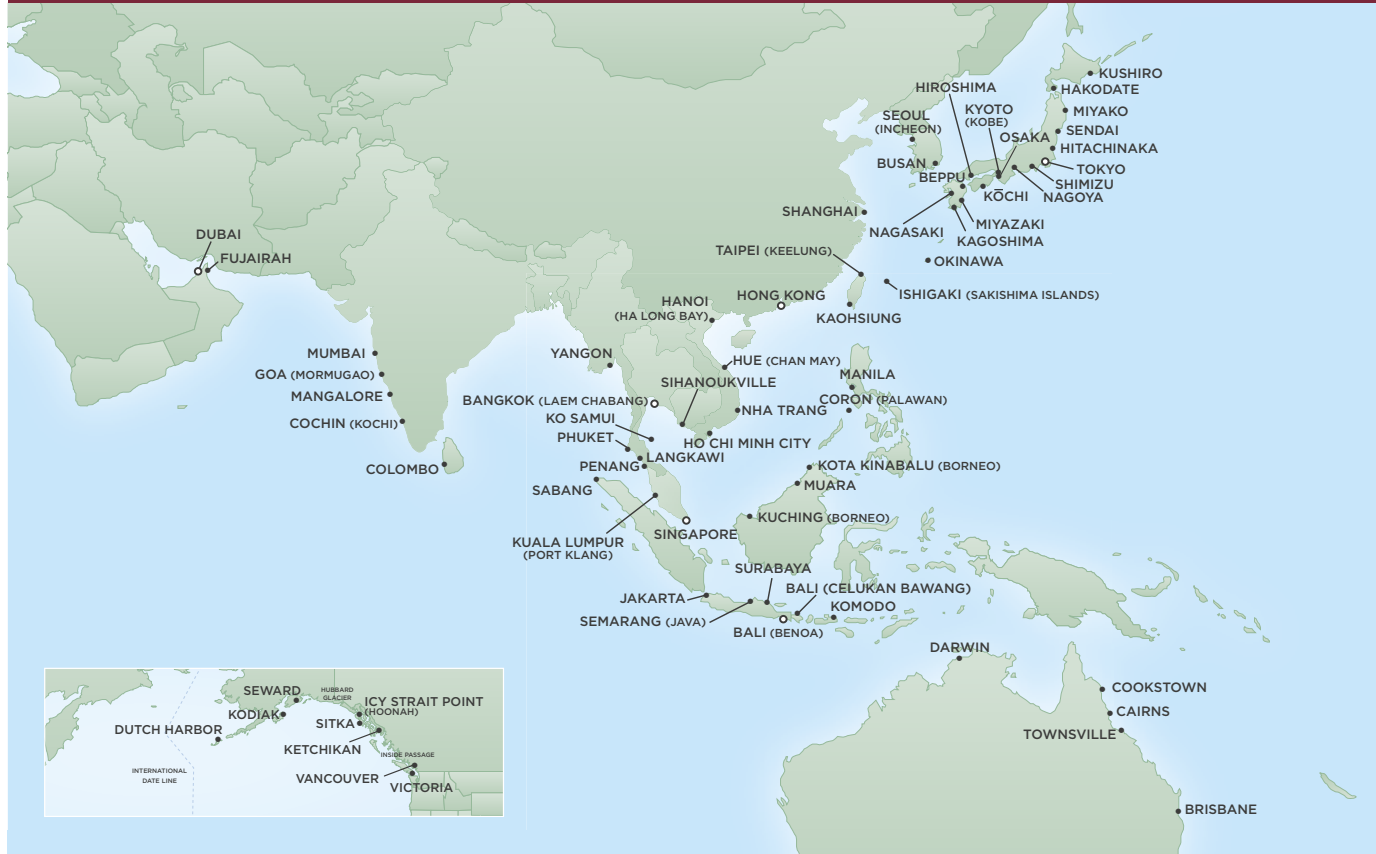 KUSHIRO
HAKODATE
HIROSHIMA
KYOTO
(KOBE)
MIYAKO
SEOUL
(INCHEON)
OSAKA
SENDAI
HITACHINAKA
BUSAN
TOKYO
BEPPU
SHIMIZU
KŌCHI
NAGOYA
SHANGHAI
MIYAZAKI
NAGASAKI
KAGOSHIMA
DUBAI
FUJAIRAH
TAIPEI (KEELUNG)
OKINAWA
ISHIGAKI (SAKISHIMA ISLANDS)
HONG KONG
HANOI
(HA LONG BAY)
KAOHSIUNG
MUMBAI
YANGON
HUE (CHAN MAY)
GOA (MORMUGAO)
SIHANOUKVILLE
MANILA
MANGALORE
BANGKOK (LAEM CHABANG)
CORON (PALAWAN)
NHA TRANG
COCHIN (KOCHI)
KO SAMUI
PHUKET
HO CHI MINH CITY
LANGKAWI
COLOMBO
PENANG
KOTA KINABALU (BORNEO)
SABANG
MUARA
KUCHING (BORNEO)
SINGAPORE
KUALA LUMPUR
(PORT KLANG)
SURABAYA
BALI (CELUKAN BAWANG)
JAKARTA
KOMODO
SEMARANG (JAVA)
BALI (BENOA)
DARWIN
COOKSTOWN
CAIRNS
TOWNSVILLE
BRISBANE
SEWARD
HUBBARD
GLACIER
ICY STRAIT POINT
(HOONAH)
KODIAK
SITKA
DUTCH HARBOR
KETCHIKAN
INSIDE PASSAGE
INTERNATIONAL
DATE LINE
VANCOUVER
VICTORIA